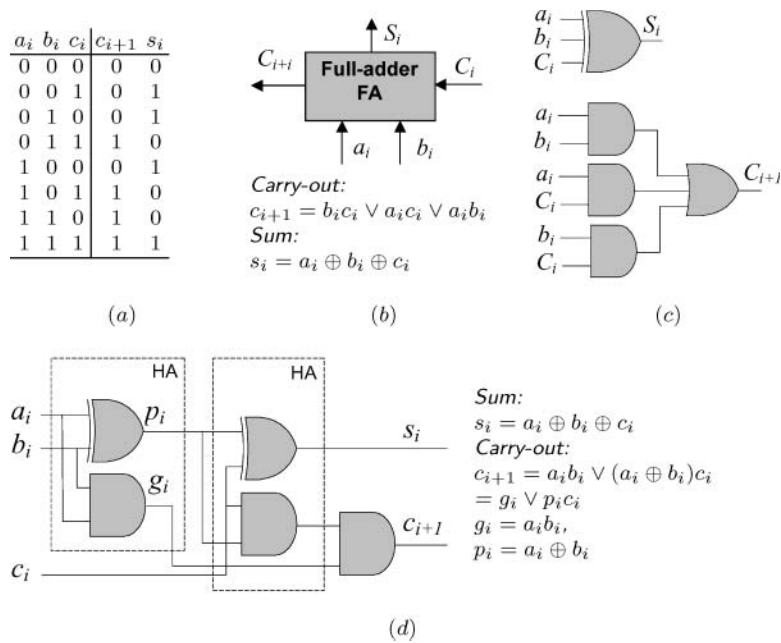 a_i b_i c_i c_{i+1} s_i
0 0 0 0 0
0 0 1 0 1
0 1 0 0 1
0 1 1 1 0
1 0 0 0 1
1 0 1 1 0
1 1 0 1 0
1 1 1 1 1
(a)
S_i
C_{i+i}
C_i
Full-adder
FA
a_i b_i
Carry-out:
c_{i+1} = b_i c_i ∨ a_i c_i ∨ a_i b_i
Sum:
s_i = a_i ⊕ b_i ⊕ c_i
(b)
a_i
b_i
C_i
S_i
a_i
b_i
a_i
C_i
b_i
C_i
C_{i+1}
(c)
HA
HA
a_i
b_i
p_i
g_i
c_i
s_i
c_{i+1}
Sum:
s_i = a_i ⊕ b_i ⊕ c_i
Carry-out:
c_{i+1} = a_i b_i ∨ (a_i ⊕ b_i)c_i
= g_i ∨ p_i c_i
g_i = a_i b_i,
p_i = a_i ⊕ b_i
(d)